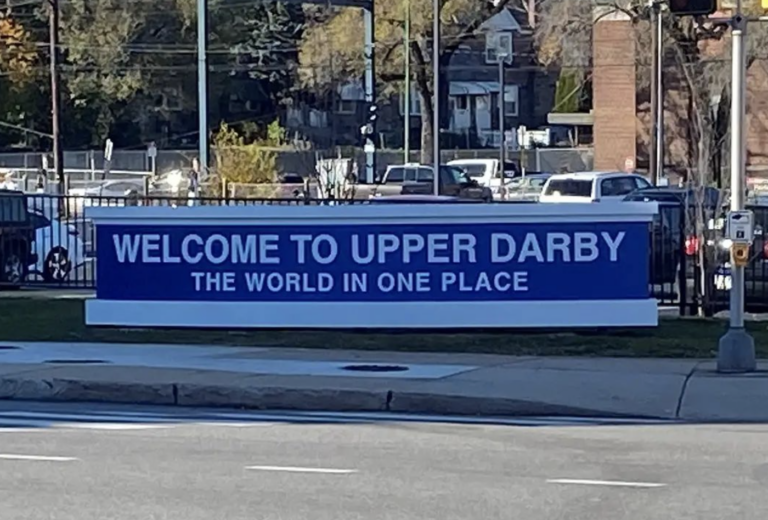 WELCOME TO UPPER DARBY
THE WORLD IN ONE PLACE